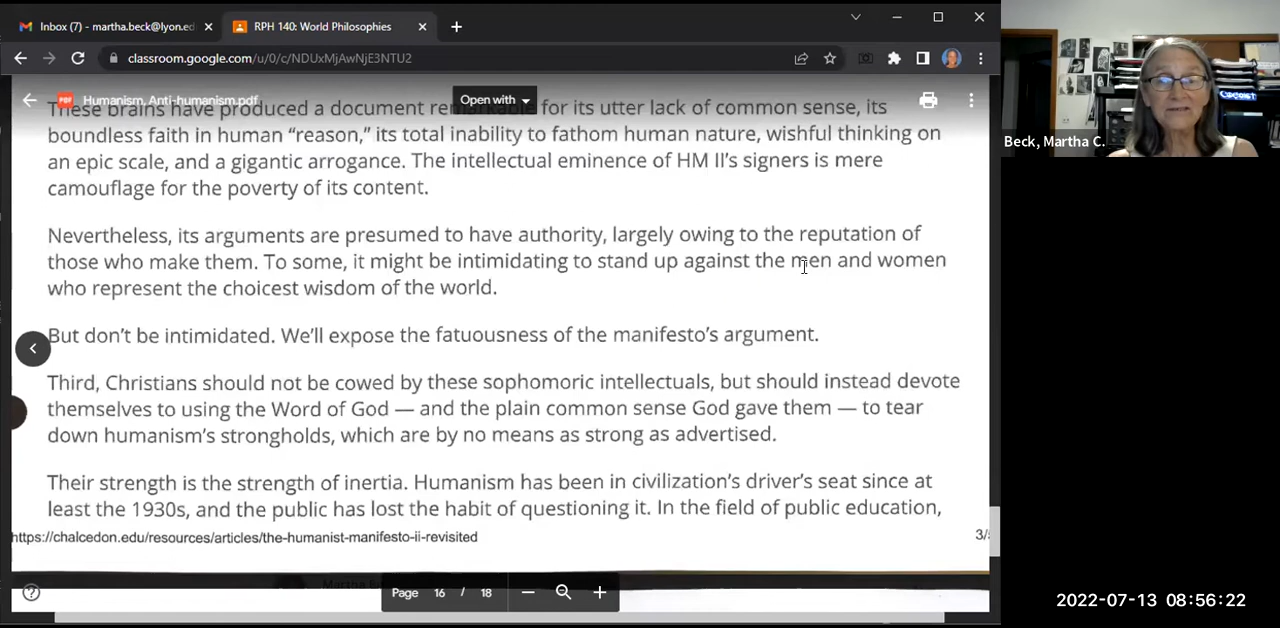 Inbox (7) - martha.beck@lyon.ed
RPH 140: World Philosophies
classroom.google.com/u/0/c/NDUxMjAwNjE3NTU2
Humanism, Anti-humanism.pdf
Open with
These brains have produced a document remarkable for its utter lack of common sense, its
boundless faith in human “reason,” its total inability to fathom human nature, wishful thinking on
an epic scale, and a gigantic arrogance. The intellectual eminence of HM II’s signers is mere
camouflage for the poverty of its content.
Nevertheless, its arguments are presumed to have authority, largely owing to the reputation of
those who make them. To some, it might be intimidating to stand up against the men and women
who represent the choicest wisdom of the world.
But don’t be intimidated. We’ll expose the fatuousness of the manifesto’s argument.
Third, Christians should not be cowed by these sophomoric intellectuals, but should instead devote
themselves to using the Word of God — and the plain common sense God gave them — to tear
down humanism’s strongholds, which are by no means as strong as advertised.
Their strength is the strength of inertia. Humanism has been in civilization’s driver’s seat since at
least the 1930s, and the public has lost the habit of questioning it. In the field of public education,
https://chalcedon.edu/resources/articles/the-humanist-manifesto-ii-revisited
3/
Page 16 / 18
Beck, Martha C.
2022-07-13 08:56:22